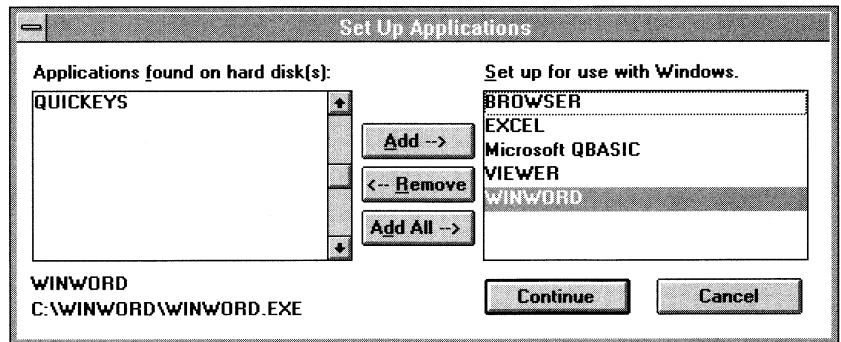 Set Up Applications
Applications found on hard disk(s):
QUICKEYS
Add -->
<-- Remove
Add All -->
Set up for use with Windows.
BROWSER
EXCEL
Microsoft QBASIC
VIEWER
WINWORD
WINWORD
C:\WINWORD\WINWORD.EXE
Continue
Cancel